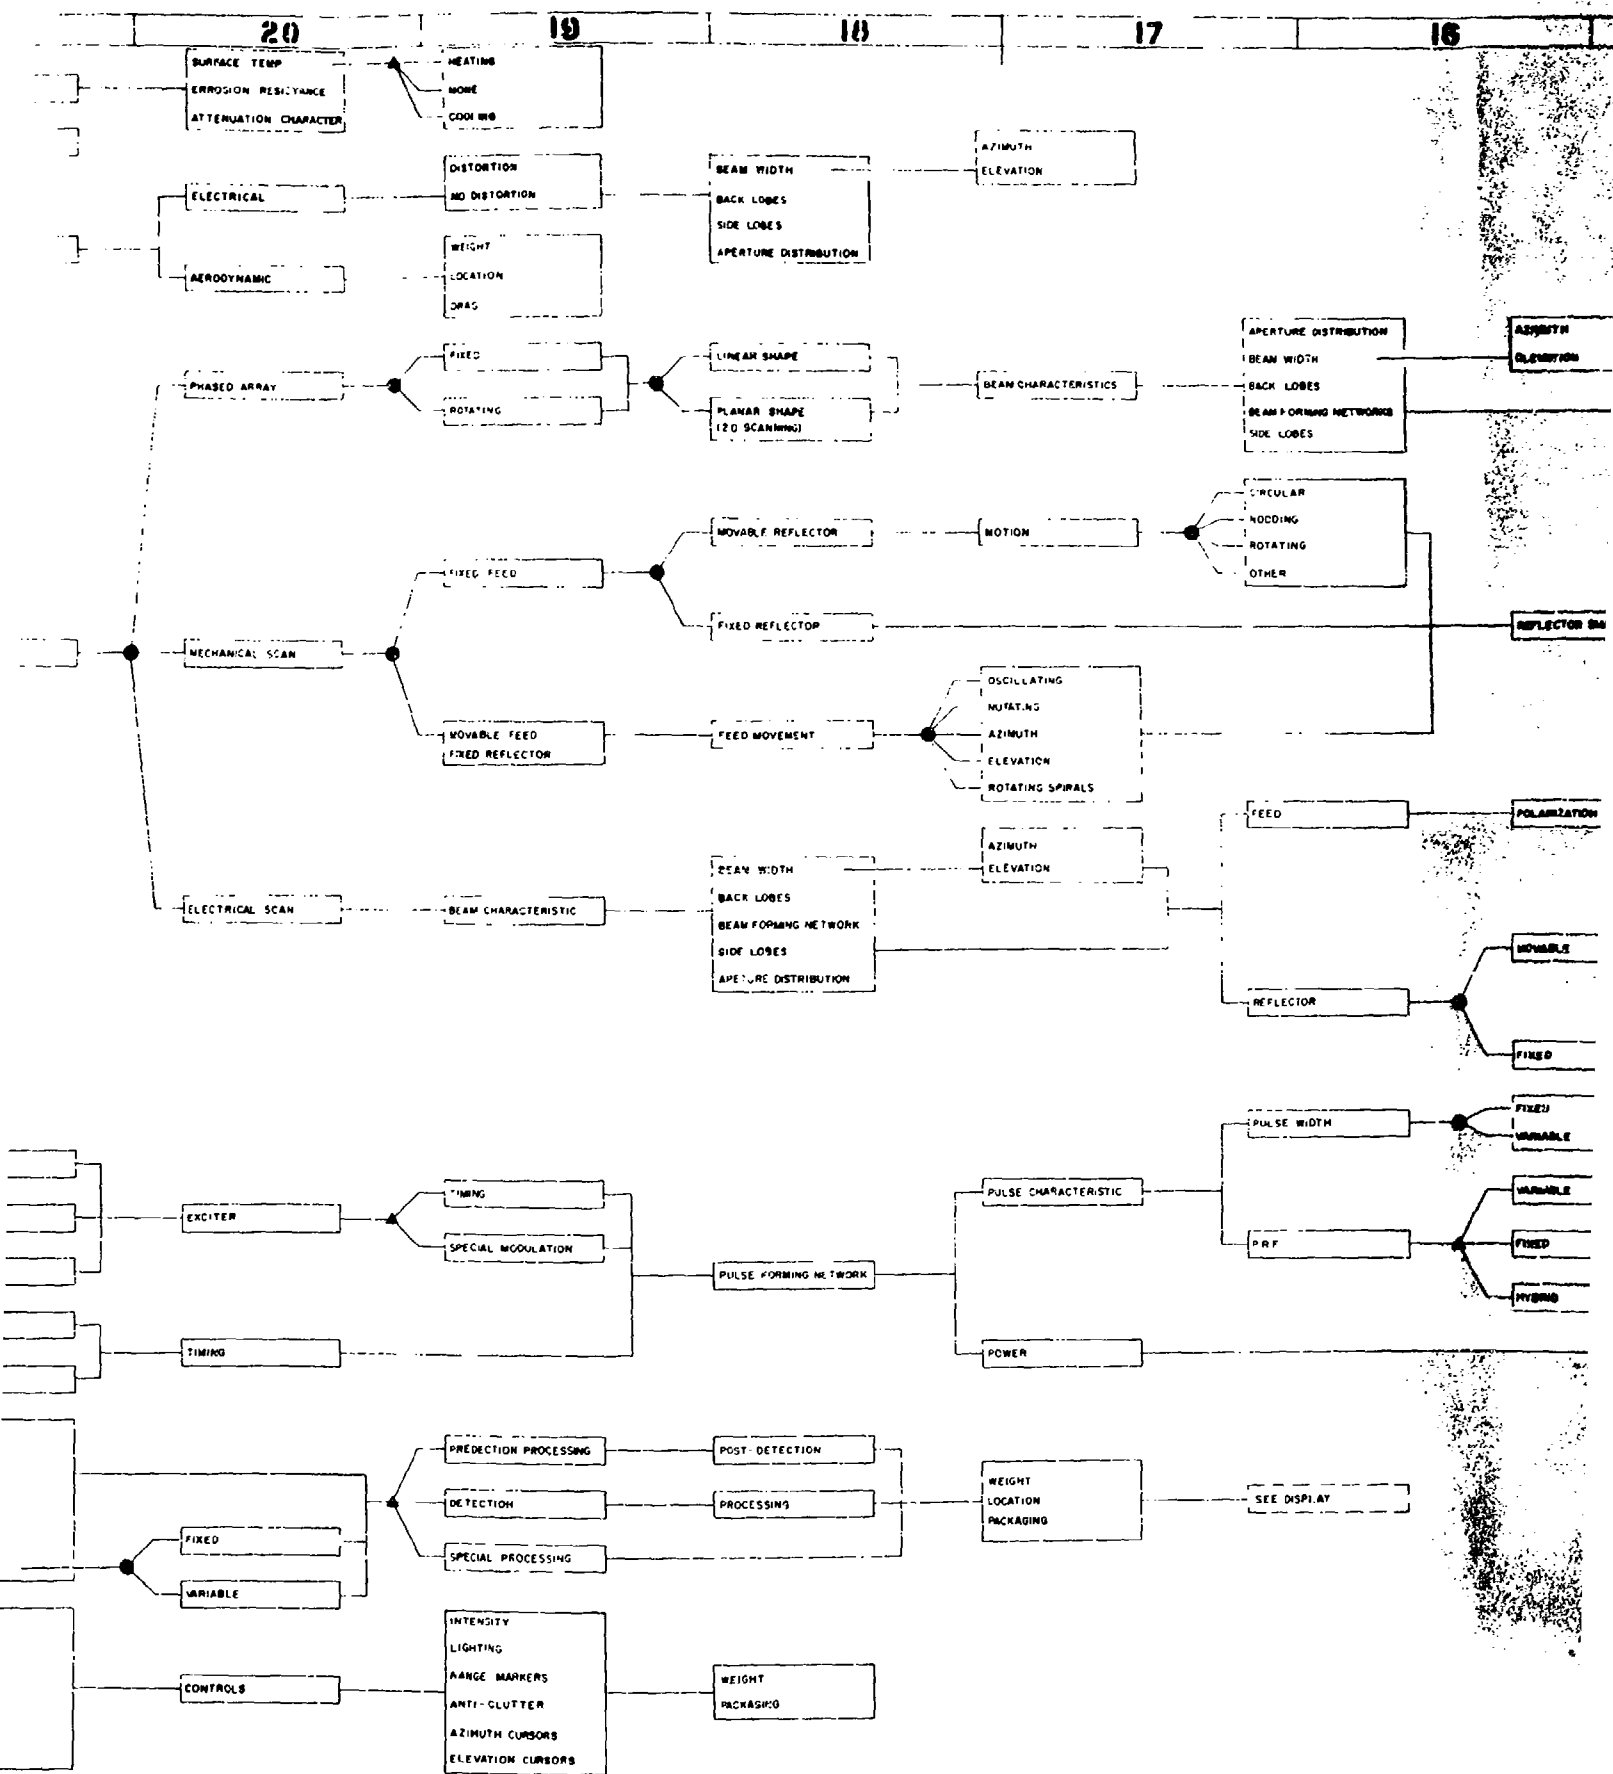 20
19
18
17
16
SURFACE TEMP
ERROSION RESISTANCE
ATTENUATION CHARACTER
HEATING
NONE
COOLING
ELECTRICAL
AERODYNAMIC
DISTORTION
NO DISTORTION
WEIGHT
LOCATION
DRAG
BEAM WIDTH
BACK LOBES
SIDE LOBES
APERTURE DISTRIBUTION
AZIMUTH
ELEVATION
PHASED ARRAY
FIXED
ROTATING
LINEAR SHAPE
PLANAR SHAPE
(2D SCANNING)
BEAM CHARACTERISTICS
APERTURE DISTRIBUTION
BEAM WIDTH
BACK LOBES
BEAM FORMING NETWORKS
SIDE LOBES
AZIMUTH
ELEVATION
MECHANICAL SCAN
FIXED FEED
MOVABLE REFLECTOR
MOTION
CIRCULAR
NODDING
ROTATING
OTHER
FIXED REFLECTOR
REFLECTOR
MOVABLE FEED
FIXED REFLECTOR
FEED MOVEMENT
OSCILLATING
NUTATING
AZIMUTH
ELEVATION
ROTATING SPIRALS
ELECTRICAL SCAN
BEAM CHARACTERISTIC
BEAM WIDTH
BACK LOBES
BEAM FORMING NETWORK
SIDE LOBES
APETURE DISTRIBUTION
AZIMUTH
ELEVATION
FEED
POLARIZATION
REFLECTOR
MOVABLE
FIXED
EXCITER
TIMING
SPECIAL MODULATION
TIMING
PULSE FORMING NETWORK
PULSE CHARACTERISTIC
POWER
PULSE WIDTH
FIXED
VARIABLE
P.R.F.
VARIABLE
FIXED
HYBRID
FIXED
VARIABLE
PREDECTION PROCESSING
DETECTION
SPECIAL PROCESSING
POST-DETECTION
PROCESSING
WEIGHT
LOCATION
PACKAGING
SEE DISPLAY
CONTROLS
INTENSITY
LIGHTING
RANGE MARKERS
ANTI-CLUTTER
AZIMUTH CURSORS
ELEVATION CURSORS
WEIGHT
PACKAGING